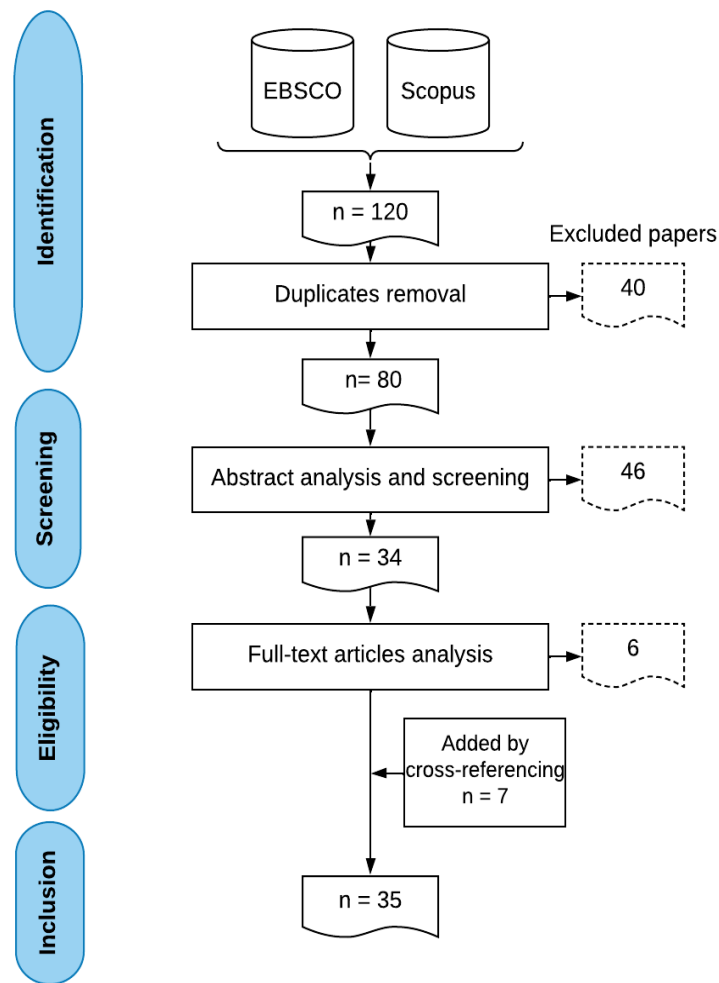 Identification
EBSCO
Scopus
n = 120
Excluded papers
Duplicates removal
40
n= 80
Screening
Abstract analysis and screening
46
n = 34
Eligibility
Full-text articles analysis
6
Added by
cross-referencing
n = 7
Inclusion
n = 35